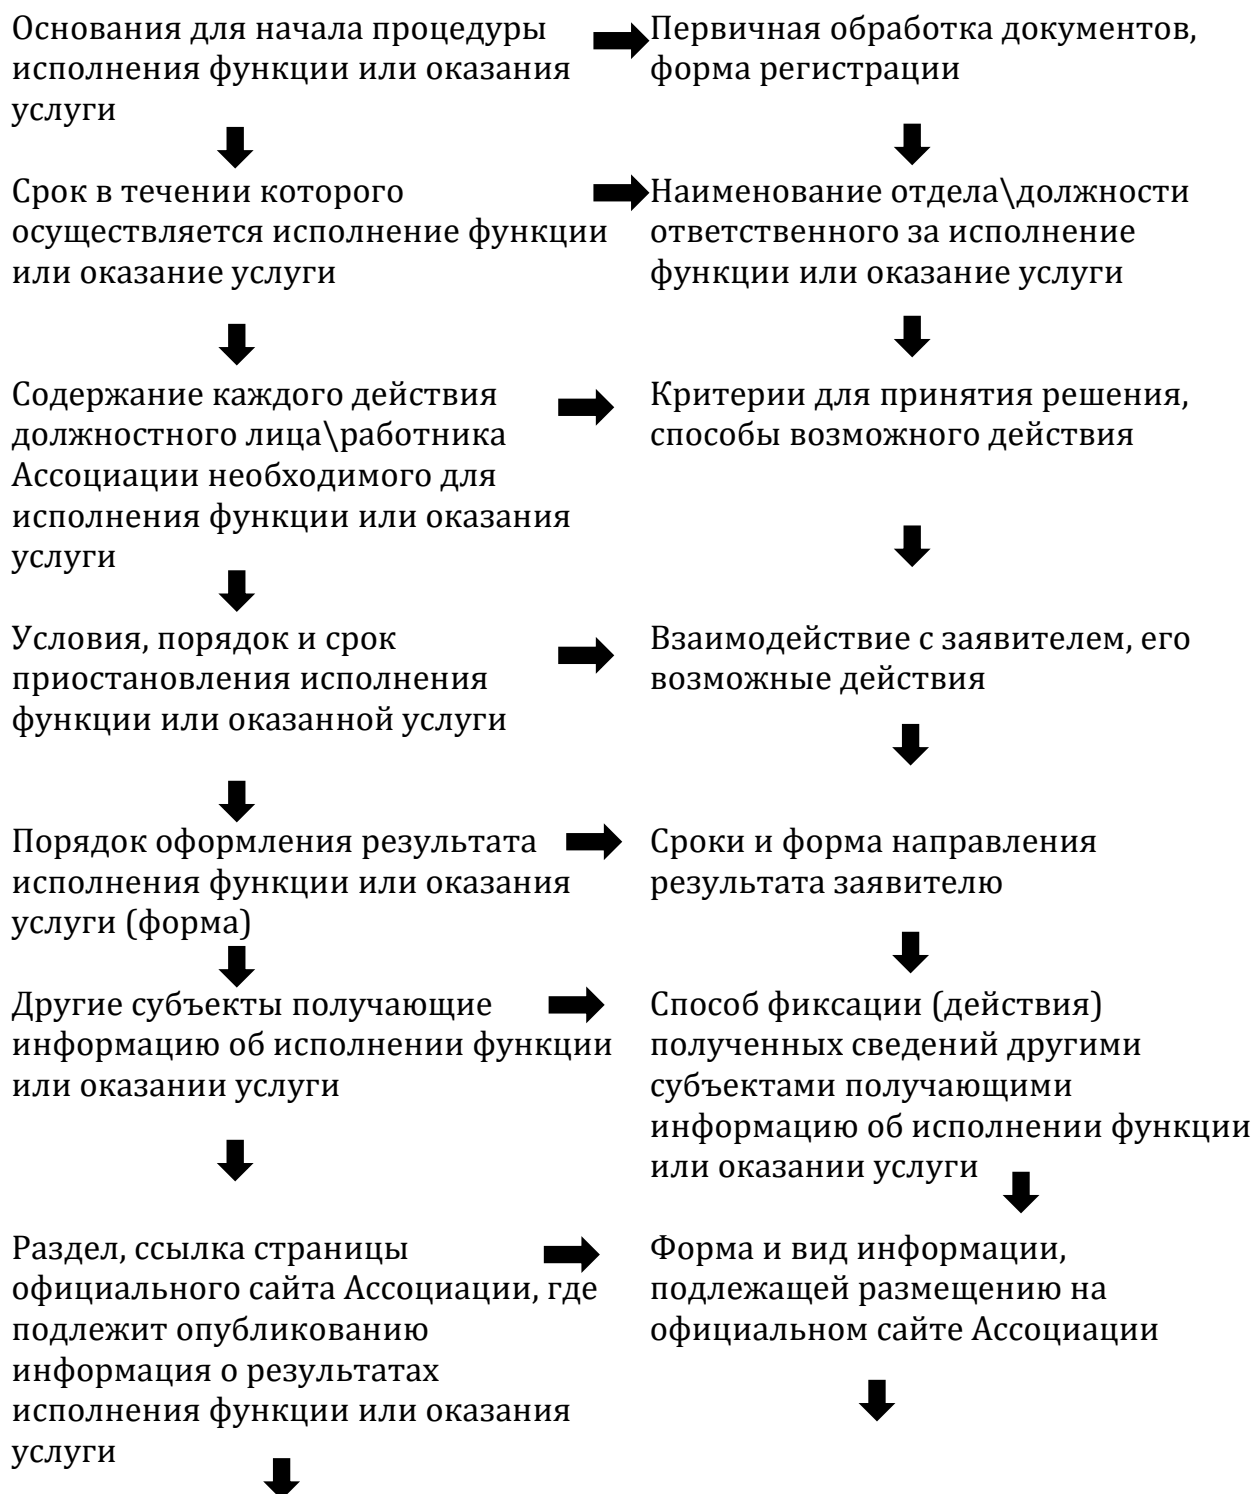 Основания для начала процедуры
исполнения функции или оказания
услуги
Первичная обработка документов,
форма регистрации
Срок в течении которого
осуществляется исполнение функции
или оказание услуги
Наименование отдела\должности
ответственного за исполнение
функции или оказание услуги
Содержание каждого действия
должностного лица\работника
Ассоциации необходимого для
исполнения функции или оказания
услуги
Критерии для принятия решения,
способы возможного действия
Условия, порядок и срок
приостановления исполнения
функции или оказанной услуги
Взаимодействие с заявителем, его
возможные действия
Порядок оформления результата
исполнения функции или оказания
услуги (форма)
Сроки и форма направления
результата заявителю
Другие субъекты получающие
информацию об исполнении функции
или оказании услуги
Способ фиксации (действия)
полученных сведений другими
субъектами получающими
информацию об исполнении функции
или оказании услуги
Раздел, ссылка страницы
официального сайта Ассоциации, где
подлежит опубликованию
информация о результатах
исполнения функции или оказания
услуги
Форма и вид информации,
подлежащей размещению на
официальном сайте Ассоциации